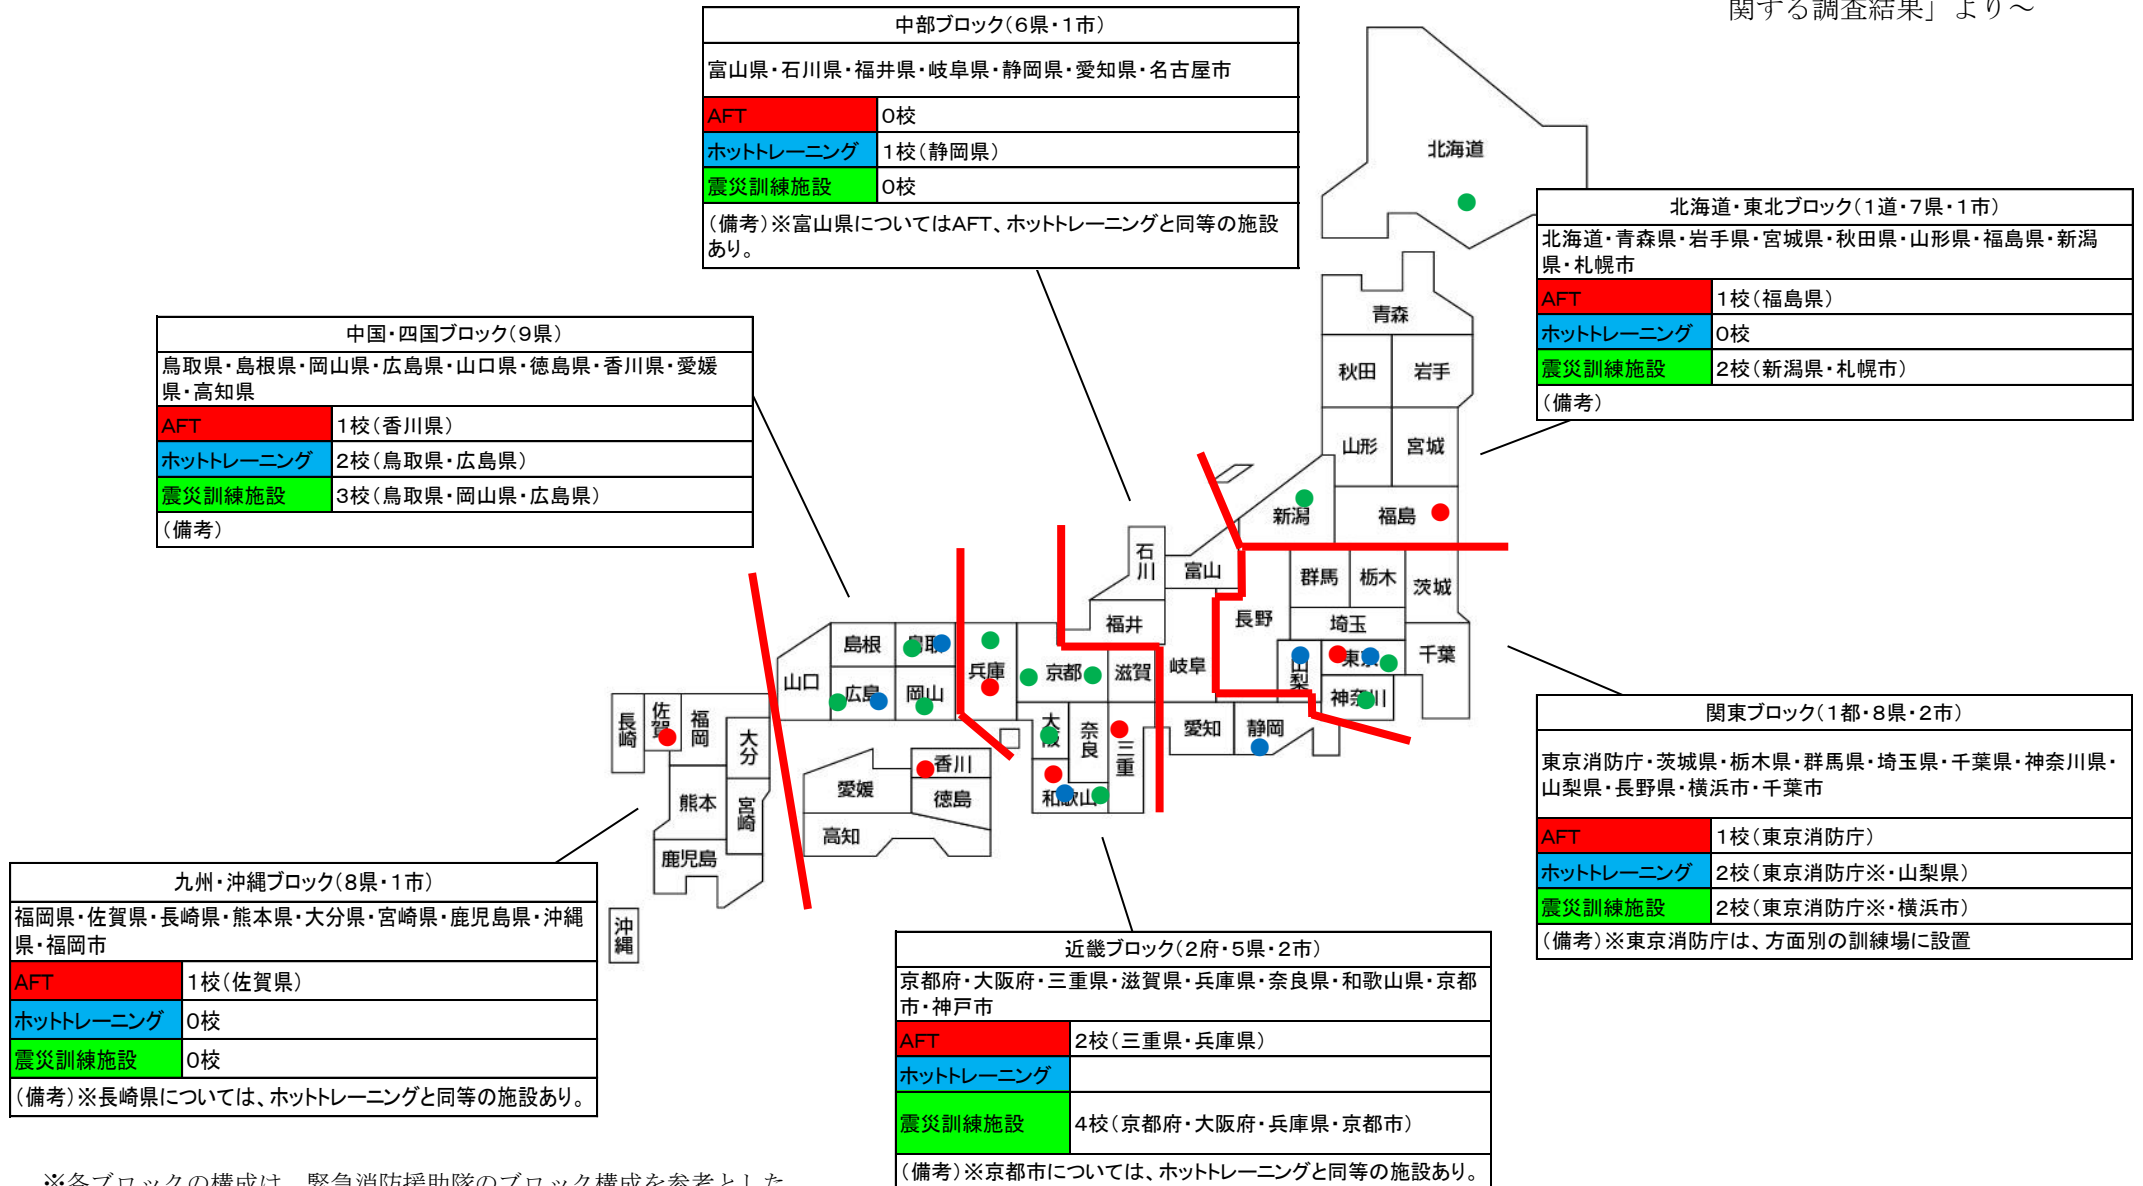 関する調査結果」より～
中部ブロック(6県・1市)
富山県・石川県・福井県・岐阜県・静岡県・愛知県・名古屋市
AFT 0校
ホットトレーニング 1校(静岡県)
震災訓練施設 0校
(備考)※富山県についてはAFT、ホットトレーニングと同等の施設
あり。
北海道・東北ブロック(1道・7県・1市)
北海道・青森県・岩手県・宮城県・秋田県・山形県・福島県・新潟
県・札幌市
AFT 1校(福島県)
ホットトレーニング 0校
震災訓練施設 2校(新潟県・札幌市)
(備考)
中国・四国ブロック(9県)
鳥取県・島根県・岡山県・広島県・山口県・徳島県・香川県・愛媛
県・高知県
AFT 1校(香川県)
ホットトレーニング 2校(鳥取県・広島県)
震災訓練施設 3校(鳥取県・岡山県・広島県)
(備考)
北海道
青森
秋田
岩手
山形
宮城
新潟
福島
石川
富山
群馬
栃木
茨城
福井
長野
埼玉
島根
鳥取
兵庫
京都
滋賀
岐阜
山梨
東京
千葉
山口
広島
岡山
神奈川
長崎
佐賀
福岡
大分
大阪
奈良
三重
愛知
静岡
香川
愛媛
徳島
和歌山
熊本
宮崎
高知
鹿児島
沖縄
関東ブロック(1都・8県・2市)
東京消防庁・茨城県・栃木県・群馬県・埼玉県・千葉県・神奈川県・
山梨県・長野県・横浜市・千葉市
AFT 1校(東京消防庁)
ホットトレーニング 2校(東京消防庁※・山梨県)
震災訓練施設 2校(東京消防庁※・横浜市)
(備考)※東京消防庁は、方面別の訓練場に設置
九州・沖縄ブロック(8県・1市)
福岡県・佐賀県・長崎県・熊本県・大分県・宮崎県・鹿児島県・沖縄
県・福岡市
AFT 1校(佐賀県)
ホットトレーニング 0校
震災訓練施設 0校
(備考)※長崎県については、ホットトレーニングと同等の施設あり。
近畿ブロック(2府・5県・2市)
京都府・大阪府・三重県・滋賀県・兵庫県・奈良県・和歌山県・京都
市・神戸市
AFT 2校(三重県・兵庫県)
ホットトレーニング
震災訓練施設 4校(京都府・大阪府・兵庫県・京都市)
(備考)※京都市については、ホットトレーニングと同等の施設あり。
※各ブロックの構成は、緊急消防援助隊のブロック構成を参考とした